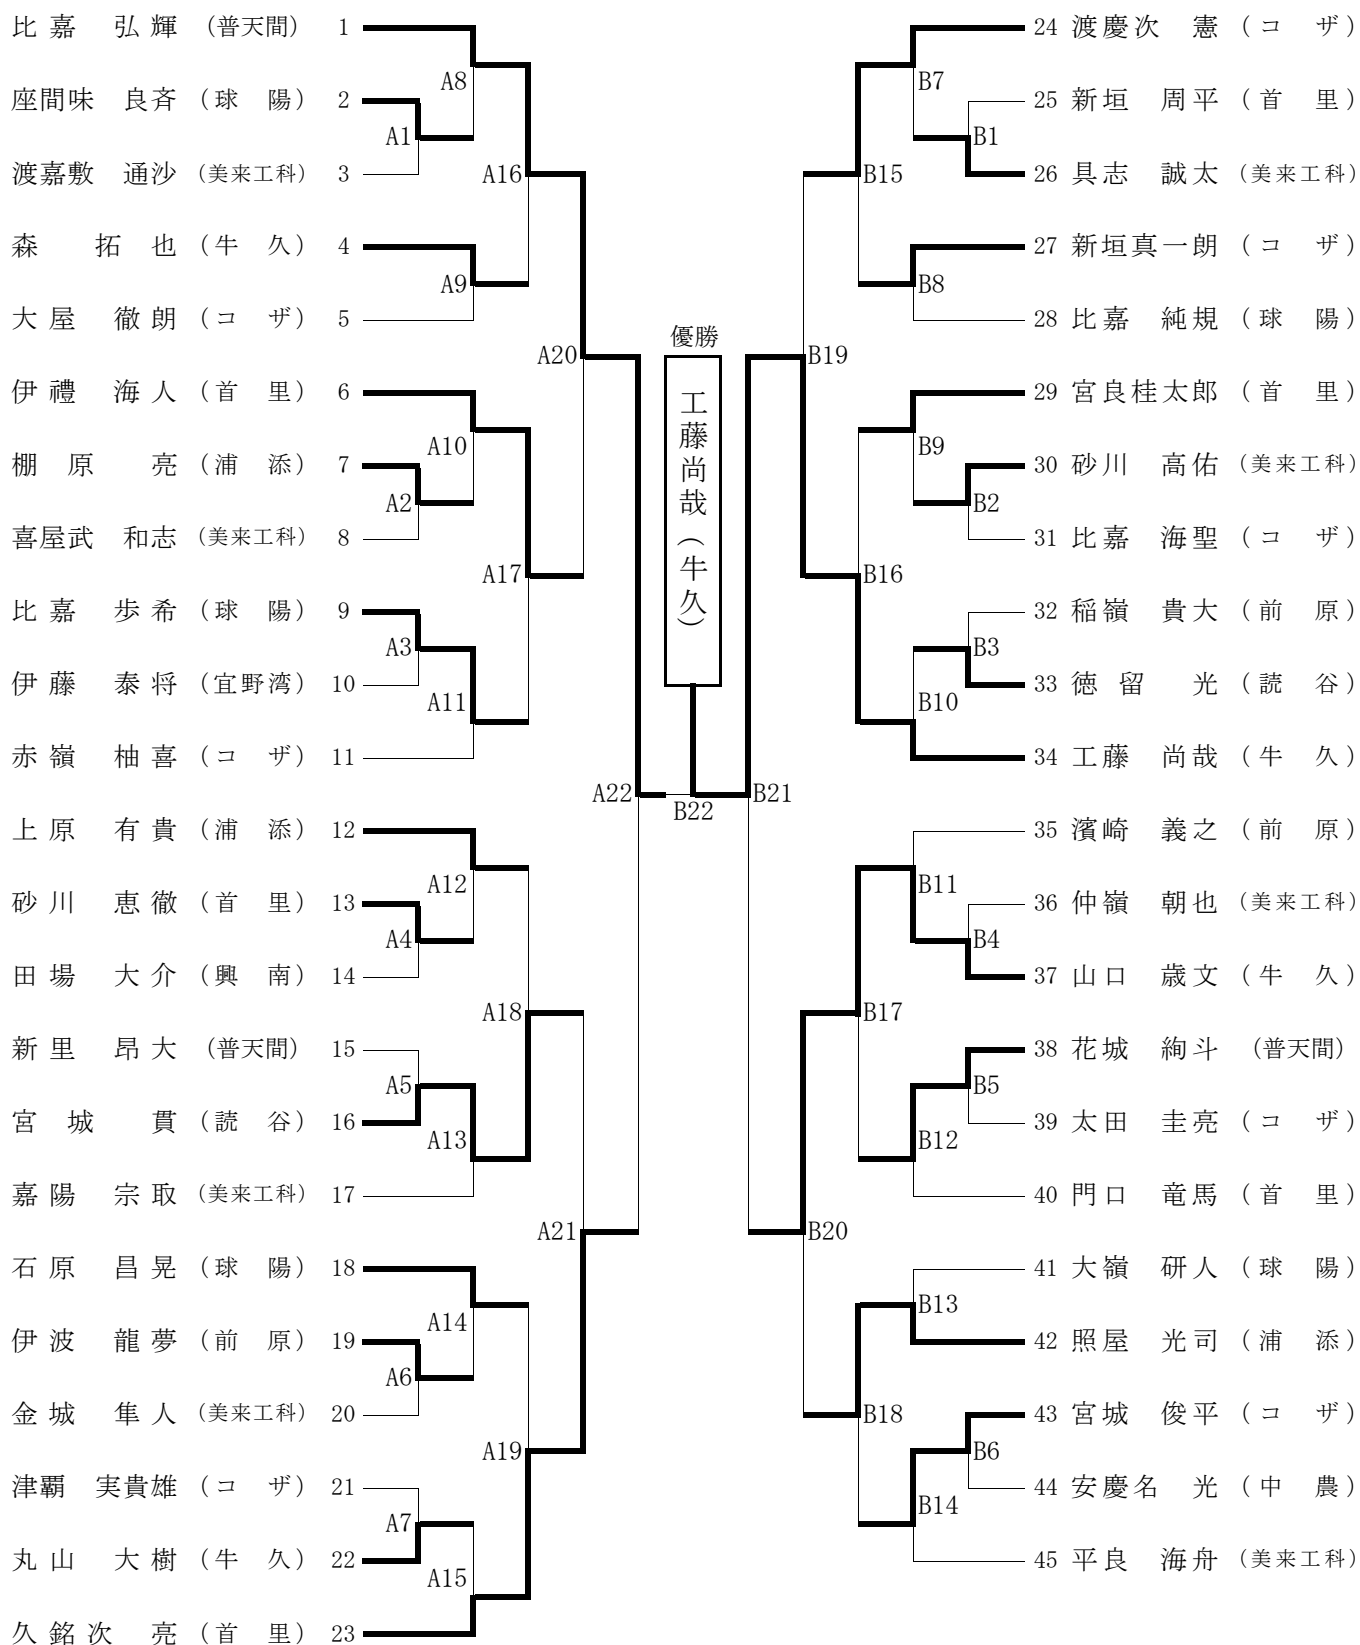 比嘉 弘輝 (普天間) 1
A8
座間味 良斉 (球 陽) 2
A1
渡嘉敷 通沙 (美来工科) 3
A16
森 拓也 (牛 久) 4
A9
大屋 徹朗 (コ ザ) 5
A20
伊禮 海人 (首 里) 6
A10
棚原 亮 (浦 添) 7
A2
喜屋武 和志 (美来工科) 8
A17
比嘉 歩希 (球 陽) 9
A3
伊藤 泰将 (宜野湾) 10
A11
赤嶺 柚喜 (コ ザ) 11
A22
上原 有貴 (浦 添) 12
A12
砂川 恵徹 (首 里) 13
A4
田場 大介 (興 南) 14
A18
新里 昂大 (普天間) 15
A5
宮城 貫 (読 谷) 16
A13
嘉陽 宗取 (美来工科) 17
A21
石原 昌晃 (球 陽) 18
A14
伊波 龍夢 (前 原) 19
A6
金城 隼人 (美来工科) 20
A19
津覇 実貴雄 (コ ザ) 21
A7
丸山 大樹 (牛 久) 22
A15
久銘次 亮 (首 里) 23
優勝
工藤尚哉(牛久)
B22
24 渡慶次 憲 (コ ザ)
B7
25 新垣 周平 (首 里)
B1
26 具志 誠太 (美来工科)
B15
27 新垣真一朗 (コ ザ)
B8
28 比嘉 純規 (球 陽)
B19
29 宮良桂太郎 (首 里)
B9
30 砂川 高佑 (美来工科)
B2
31 比嘉 海聖 (コ ザ)
B16
32 稲嶺 貴大 (前 原)
B3
33 徳留 光 (読 谷)
B10
34 工藤 尚哉 (牛 久)
B21
35 濱崎 義之 (前 原)
B11
36 仲嶺 朝也 (美来工科)
B4
37 山口 歳文 (牛 久)
B17
38 花城 絢斗 (普天間)
B5
39 太田 圭亮 (コ ザ)
B12
40 門口 竜馬 (首 里)
B20
41 大嶺 研人 (球 陽)
B13
42 照屋 光司 (浦 添)
B18
43 宮城 俊平 (コ ザ)
B6
44 安慶名 光 (中 農)
B14
45 平良 海舟 (美来工科)